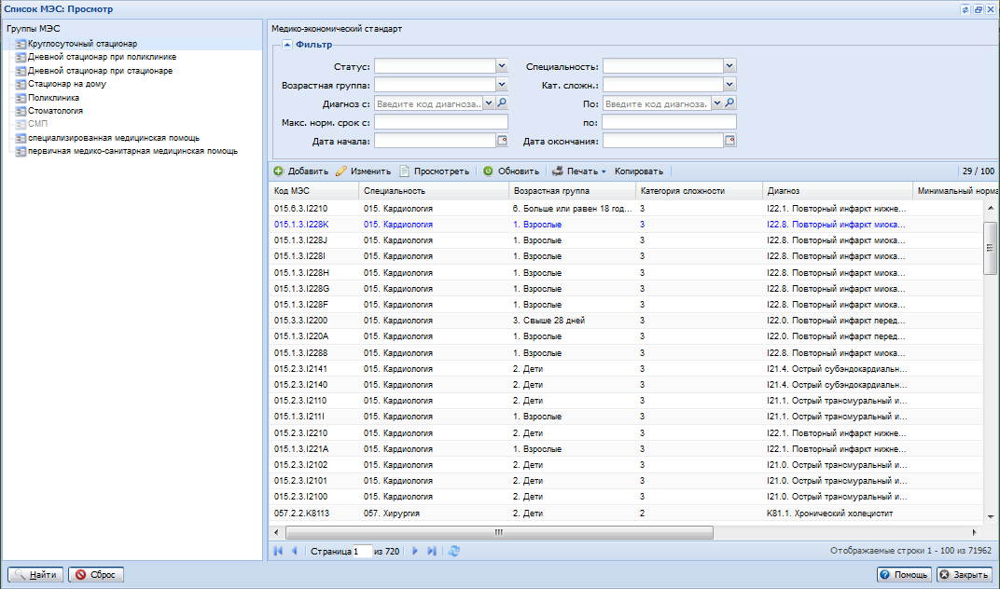 Список МЭС: Просмотр
Группы МЭС
Круглосуточный стационар
Дневной стационар при поликлинике
Дневной стационар при стационаре
Стационар на дому
Поликлиника
Стоматология
СМП
специализированная медицинская помощь
первичная медико-санитарная медицинская помощь
Медико-экономический стандарт
Фильтр
Статус: Специальность:
Возрастная группа: Кат. сложн.:
Диагноз с: Введите код диагноза.. По: Введите код диагноза.
Макс. норм. срок с: по:
Дата начала: Дата окончания:
Добавить Изменить Просмотреть Обновить Печать Копировать 29 / 100
Код МЭС Специальность Возрастная группа Категория сложности Диагноз Минимальный норма
015.6.3.I2210 015. Кардиология 6. Больше или равен 18 год... 3 I22.1. Повторный инфаркт нижне...
015.1.3.I228K 015. Кардиология 1. Взрослые 3 I22.8. Повторный инфаркт миока...
015.1.3.I228J 015. Кардиология 1. Взрослые 3 I22.8. Повторный инфаркт миока...
015.1.3.I228I 015. Кардиология 1. Взрослые 3 I22.8. Повторный инфаркт миока...
015.1.3.I228H 015. Кардиология 1. Взрослые 3 I22.8. Повторный инфаркт миока...
015.1.3.I228G 015. Кардиология 1. Взрослые 3 I22.8. Повторный инфаркт миока...
015.1.3.I228F 015. Кардиология 1. Взрослые 3 I22.8. Повторный инфаркт миока...
015.3.3.I2200 015. Кардиология 3. Свыше 28 дней 3 I22.0. Повторный инфаркт перед...
015.1.3.I220A 015. Кардиология 1. Взрослые 3 I22.0. Повторный инфаркт перед...
015.1.3.I2288 015. Кардиология 1. Взрослые 3 I22.8. Повторный инфаркт миока...
015.2.3.I2141 015. Кардиология 2. Дети 3 I21.4. Острый субэндокардиальн...
015.2.3.I2140 015. Кардиология 2. Дети 3 I21.4. Острый субэндокардиальн...
015.2.3.I2110 015. Кардиология 2. Дети 3 I21.1. Острый трансмуральный и...
015.1.3.I211I 015. Кардиология 1. Взрослые 3 I21.1. Острый трансмуральный и...
015.2.3.I2210 015. Кардиология 2. Дети 3 I22.1. Повторный инфаркт нижне...
015.1.3.I221A 015. Кардиология 1. Взрослые 3 I22.1. Повторный инфаркт нижне...
015.2.3.I2102 015. Кардиология 2. Дети 3 I21.0. Острый трансмуральный и...
015.2.3.I2101 015. Кардиология 2. Дети 3 I21.0. Острый трансмуральный и...
015.2.3.I2100 015. Кардиология 2. Дети 3 I21.0. Острый трансмуральный и...
057.2.2.K8113 057. Хирургия 2. Дети 2 K81.1. Хронический холецистит
Страница 1 из 720 Отображаемые строки 1 - 100 из 71962
Найти Сброс Помощь Закрыть